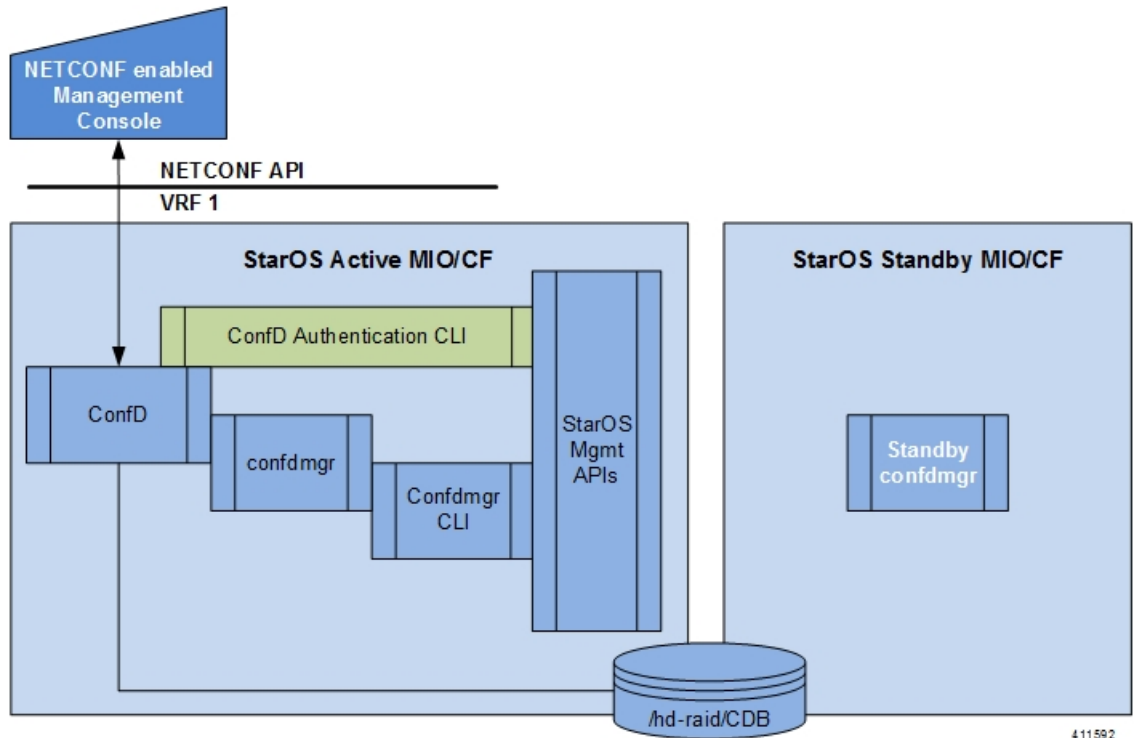 NETCONF enabled
Management
Console
NETCONF API
VRF 1
StarOS Active MIO/CF
StarOS Standby MIO/CF
ConfD Authentication CLI
ConfD
confdmgr
Confdmgr
CLI
StarOS
Mgmt
APIs
Standby
confdmgr
/hd-raid/CDB
411592